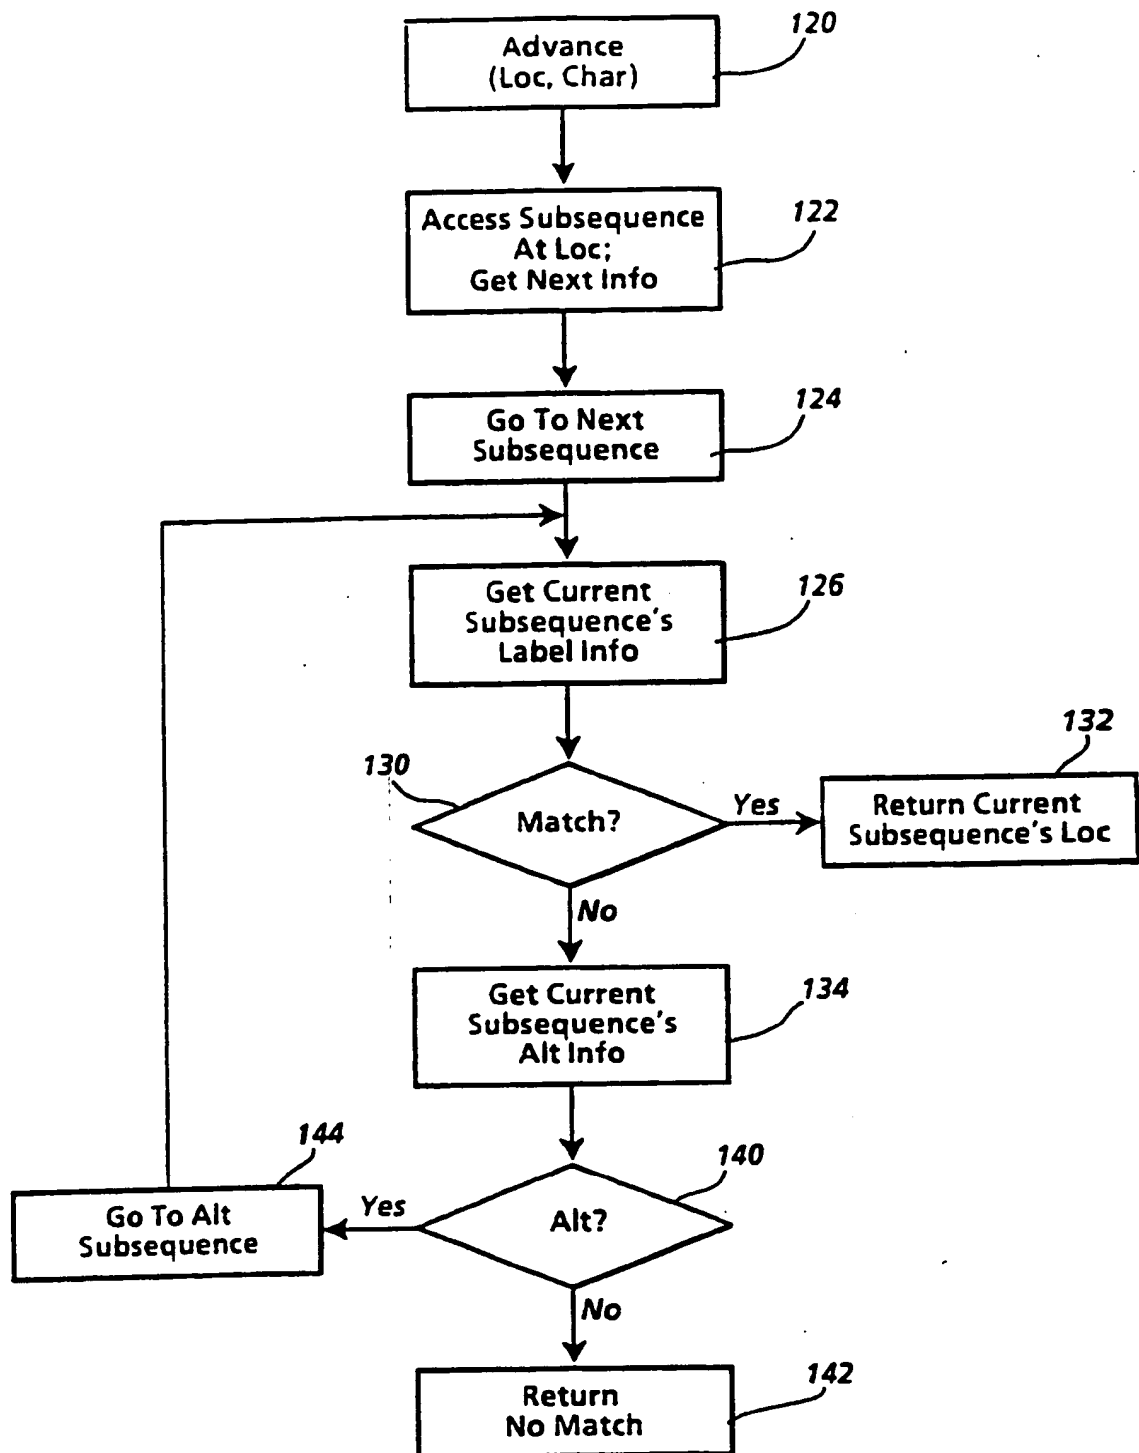 120
Advance
(Loc, Char)
122
Access Subsequence
At Loc;
Get Next Info
124
Go To Next
Subsequence
126
Get Current
Subsequence's
Label Info
130
Match?
Yes
132
Return Current
Subsequence's Loc
No
134
Get Current
Subsequence's
Alt Info
144
Go To Alt
Subsequence
Yes
140
Alt?
No
142
Return
No Match